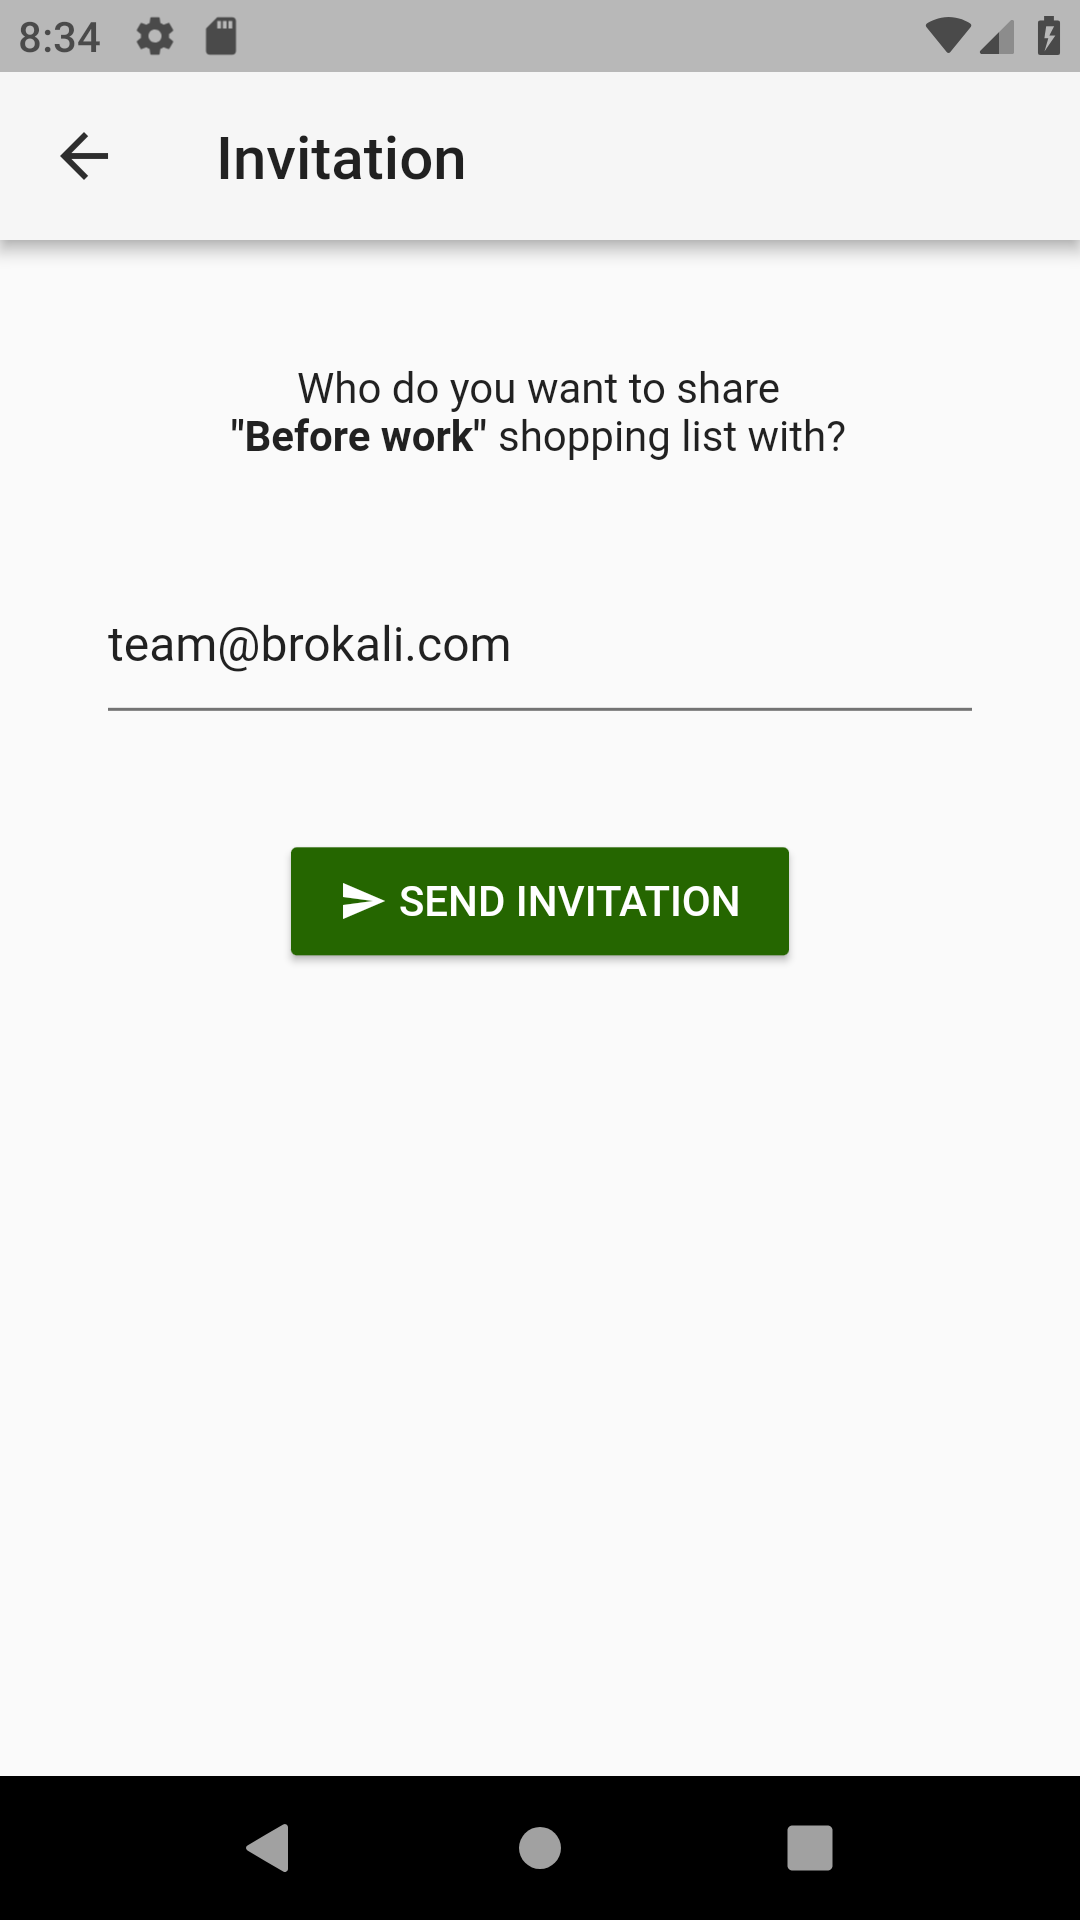 8:34
Invitation
Who do you want to share
"Before work" shopping list with?
team@brokali.com
SEND INVITATION